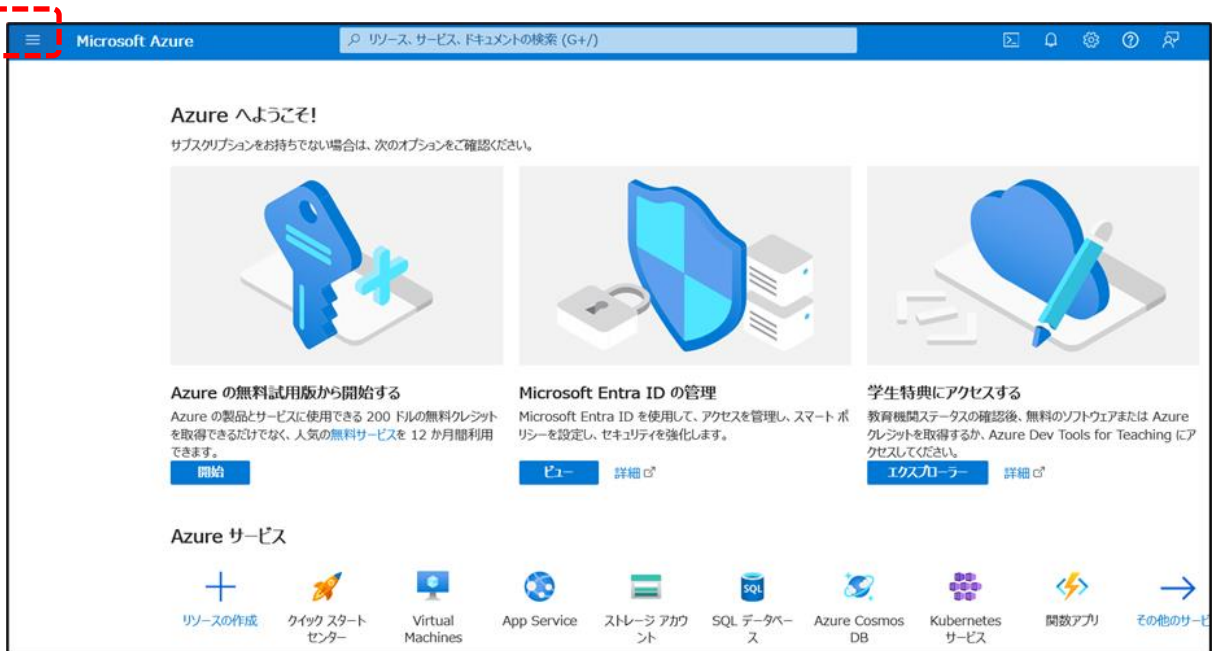 Microsoft Azure
リソース、サービス、ドキュメントの検索 (G+/)
Azure へようこそ!
サブスクリプションをお持ちでない場合は、次のオプションをご確認ください。
Azure の無料試用版から開始する
Azure の製品とサービスに使用できる 200 ドルの無料クレジット
を取得できるだけでなく、人気の無料サービスを 12 か月間利用
できます。
開始
Microsoft Entra ID の管理
Microsoft Entra ID を使用して、アクセスを管理し、スマート ポ
リシーを設定し、セキュリティを強化します。
ビュー
詳細
学生特典にアクセスする
教育機関ステータスの確認後、無料のソフトウェアまたは Azure
クレジットを取得するか、Azure Dev Tools for Teaching にア
クセスしてください。
エクスプローラー
詳細
Azure サービス
リソースの作成
クイック スタート
センター
Virtual
Machines
App Service
ストレージ アカウ
ント
SQL
SQL データベー
ス
Azure Cosmos
DB
Kubernetes
サービス
関数アプリ
その他のサービ